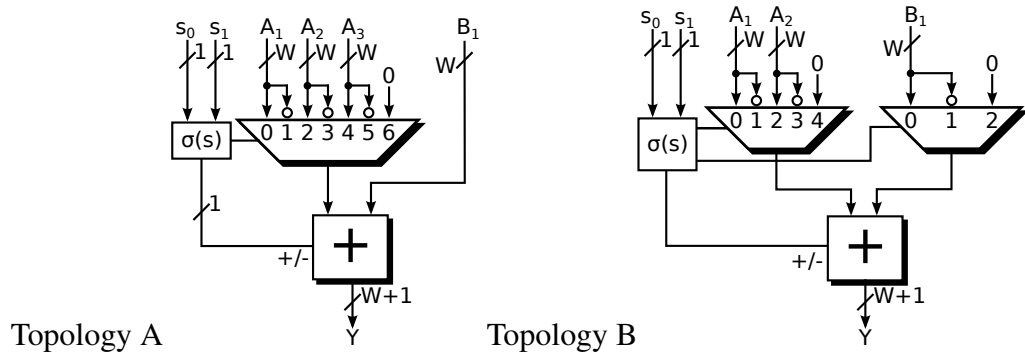 s0 s1 A1 A2 A3 B1
1 1 W W W W
0
0 1 2 3 4 5 6
σ(s)
1
+
+/-
W+1
Y
Topology A
s0 s1 A1 A2 B1
1 1 W W W
0 0
0 1 2 3 4
0 1 2
σ(s)
+
+/-
W+1
Y
Topology B